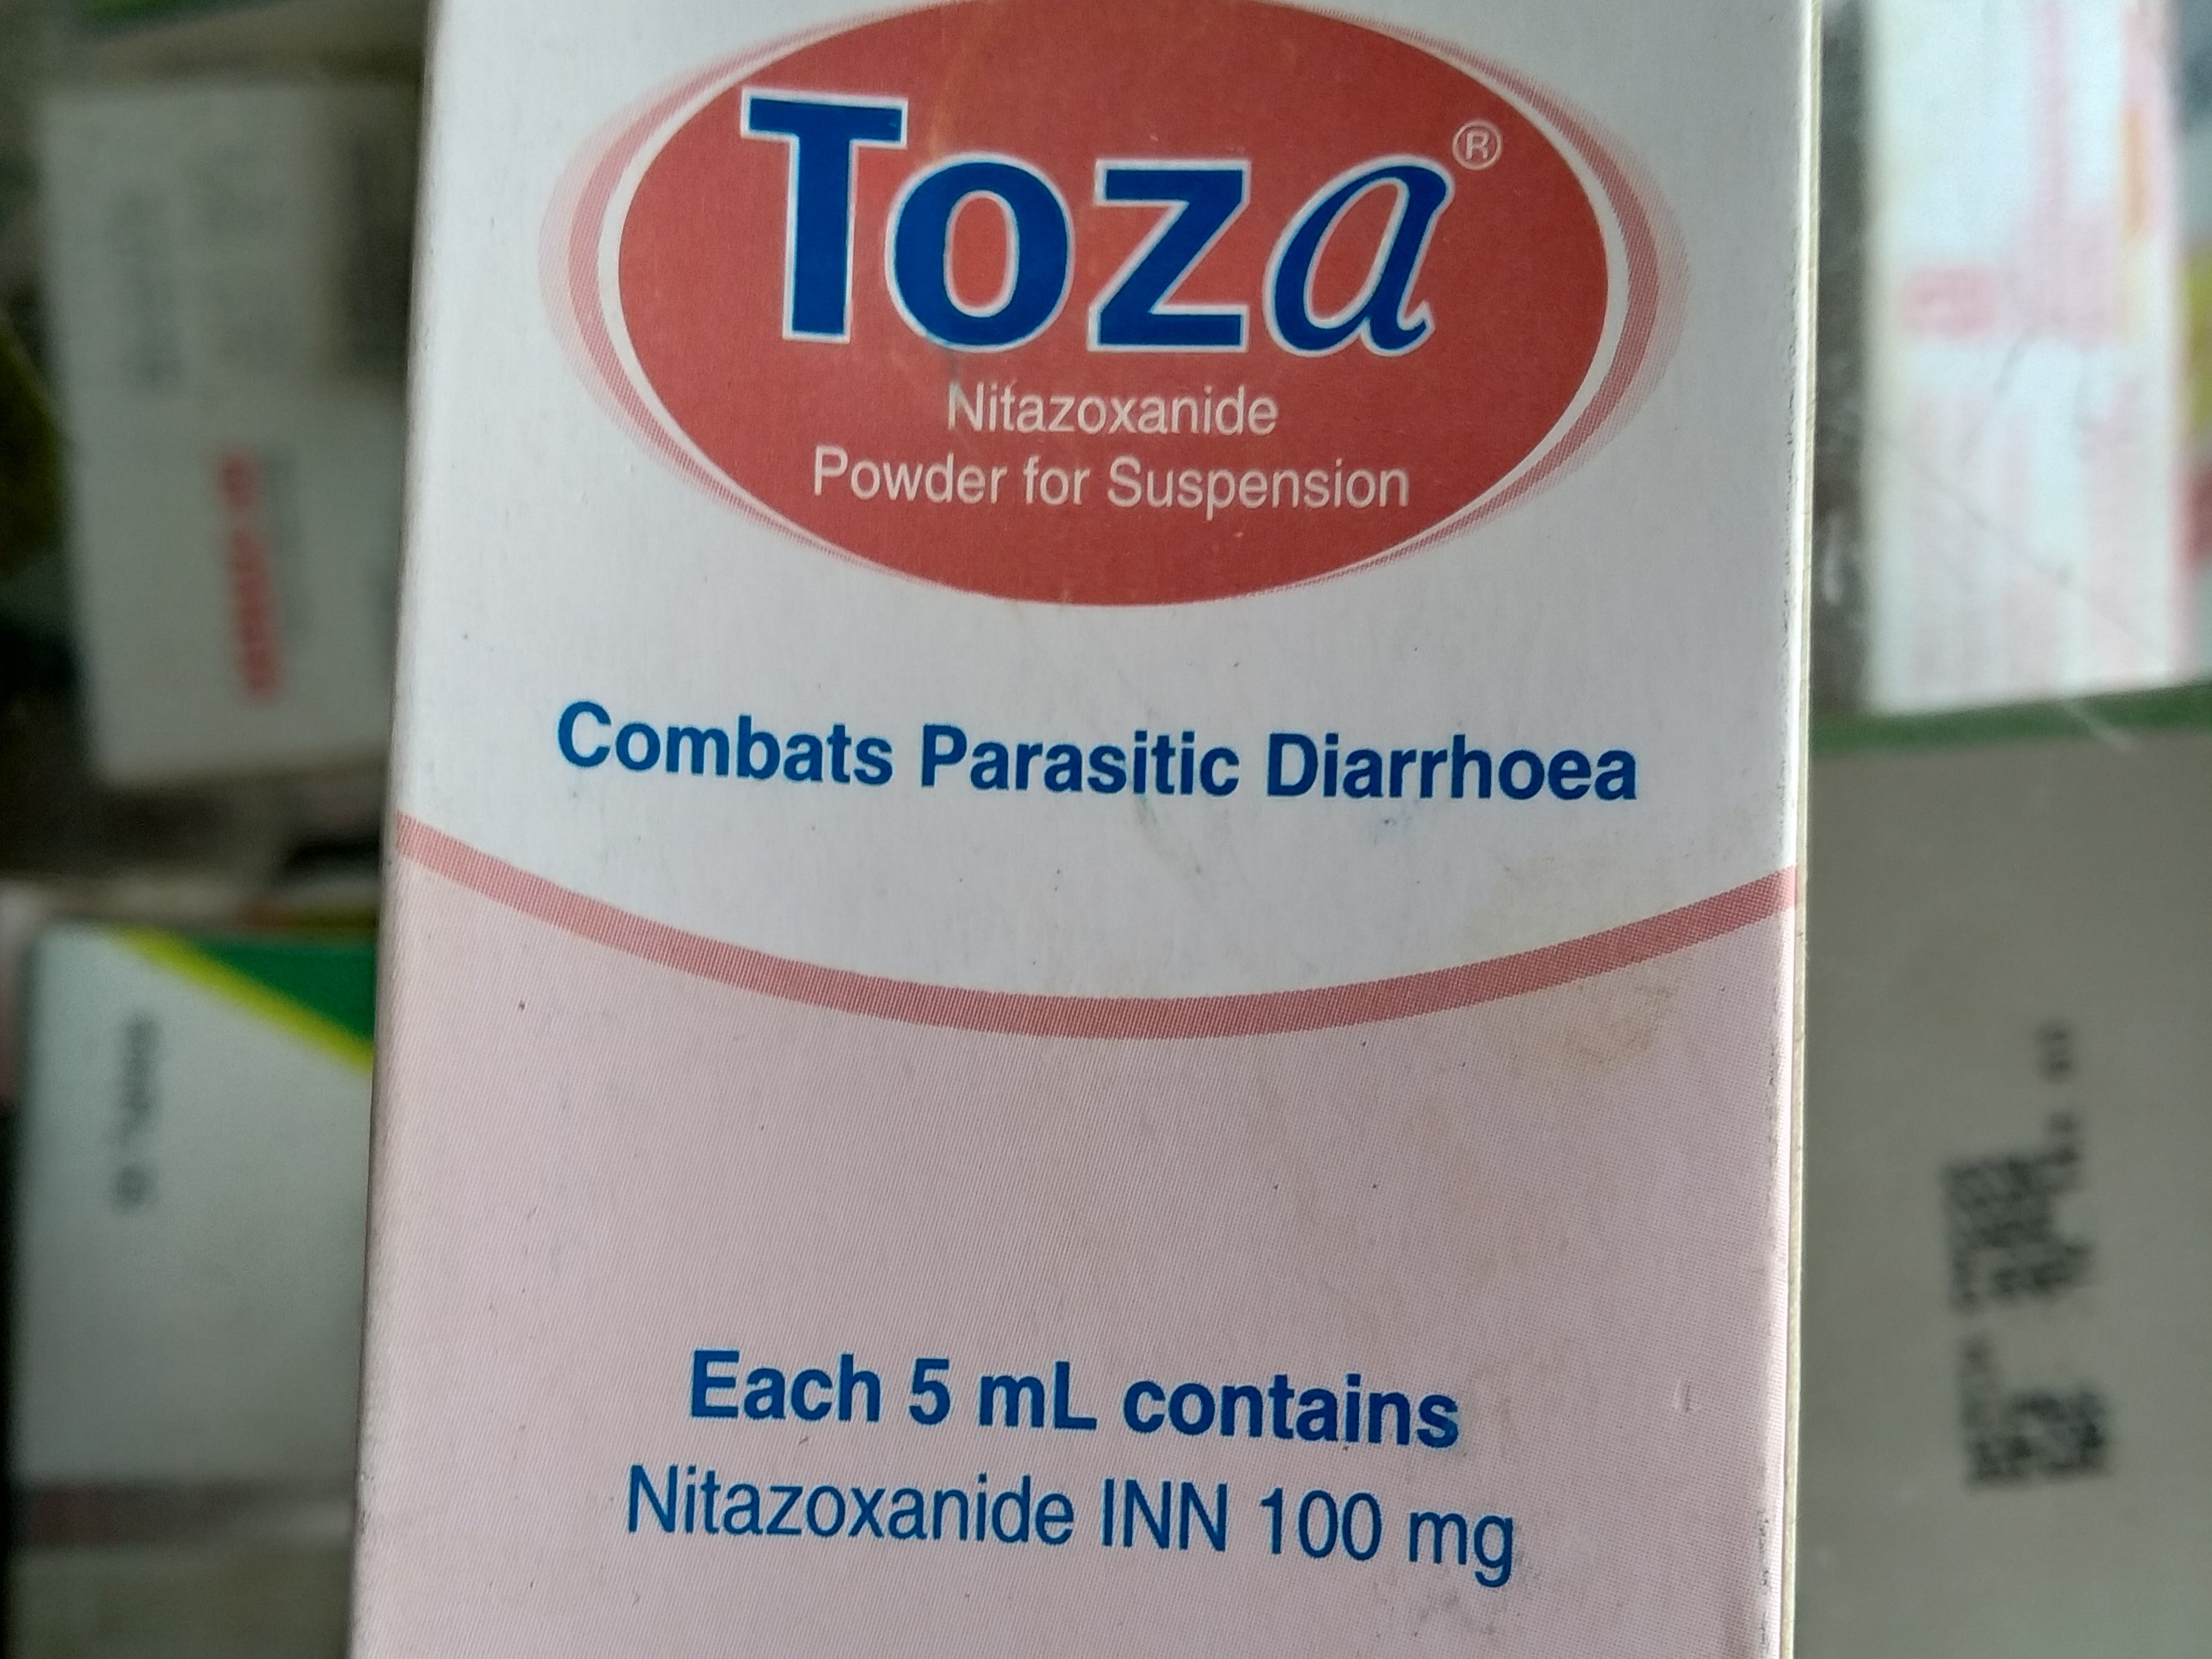 Toza®
Nitazoxanide
Powder for Suspension
Combats Parasitic Diarrhoea
Each 5 mL contains
Nitazoxanide INN 100 mg